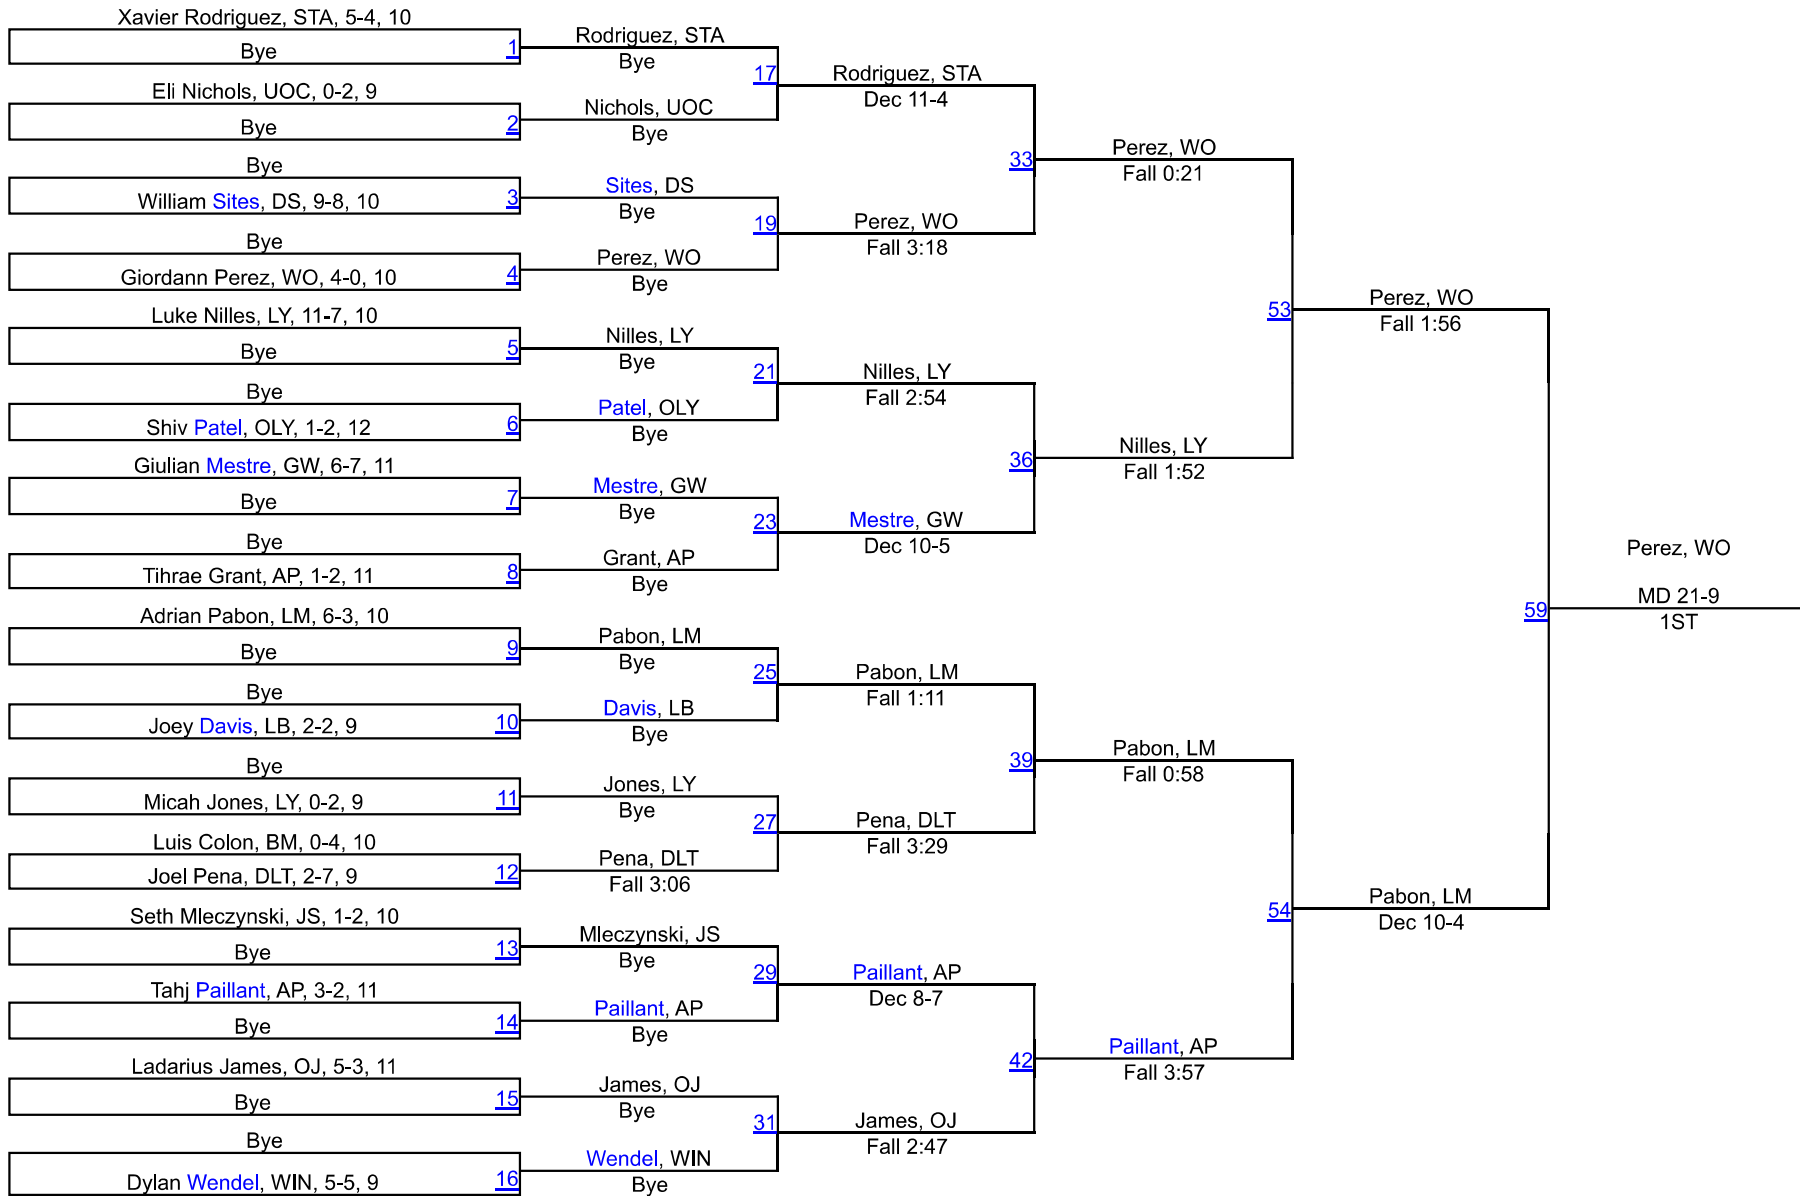 Xavier Rodriguez, STA, 5-4, 10
Bye
1
Eli Nichols, UOC, 0-2, 9
Bye
2
Bye
William Sites, DS, 9-8, 10
3
Bye
Giordann Perez, WO, 4-0, 10
4
Luke Nilles, LY, 11-7, 10
Bye
5
Bye
Shiv Patel, OLY, 1-2, 12
6
Giulian Mestre, GW, 6-7, 11
Bye
7
Bye
Tihrae Grant, AP, 1-2, 11
8
Adrian Pabon, LM, 6-3, 10
Bye
9
Bye
Joey Davis, LB, 2-2, 9
10
Bye
Micah Jones, LY, 0-2, 9
11
Luis Colon, BM, 0-4, 10
Joel Pena, DLT, 2-7, 9
12
Seth Mleczynski, JS, 1-2, 10
Bye
13
Tahj Paillant, AP, 3-2, 11
Bye
14
Ladarius James, OJ, 5-3, 11
Bye
15
Bye
Dylan Wendel, WIN, 5-5, 9
16
Rodriguez, STA
Bye
17
Nichols, UOC
Bye
Sites, DS
Bye
19
Perez, WO
Bye
Nilles, LY
Bye
21
Patel, OLY
Bye
Mestre, GW
Bye
23
Grant, AP
Bye
Pabon, LM
Bye
25
Davis, LB
Bye
Jones, LY
Bye
27
Pena, DLT
Fall 3:06
Mleczynski, JS
Bye
29
Paillant, AP
Bye
James, OJ
Bye
31
Wendel, WIN
Bye
Rodriguez, STA
Dec 11-4
33
Perez, WO
Fall 3:18
Nilles, LY
Fall 2:54
36
Mestre, GW
Dec 10-5
Pabon, LM
Fall 1:11
39
Pena, DLT
Fall 3:29
Paillant, AP
Dec 8-7
42
James, OJ
Fall 2:47
Perez, WO
Fall 0:21
53
Nilles, LY
Fall 1:52
Pabon, LM
Fall 0:58
54
Paillant, AP
Fall 3:57
Perez, WO
Fall 1:56
59
Pabon, LM
Dec 10-4
Perez, WO
MD 21-9
1ST